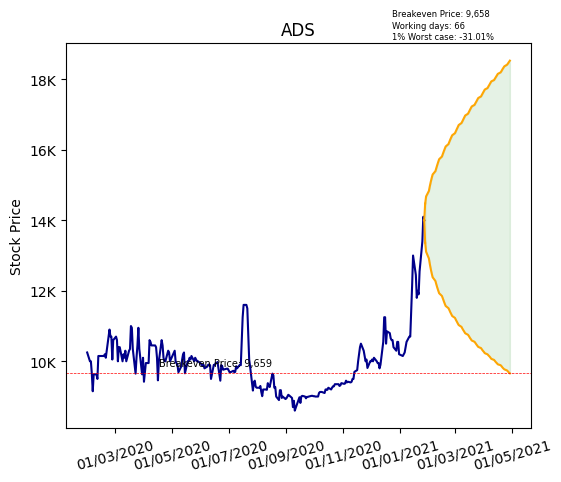 Breakeven Price: 9,658
Working days: 66
1% Worst case: -31.01%
ADS
Stock Price
18K
16K
14K
12K
10K
Breakeven Price: 9,659
01/03/2020
01/05/2020
01/07/2020
01/09/2020
01/11/2020
01/01/2021
01/03/2021
01/05/2021